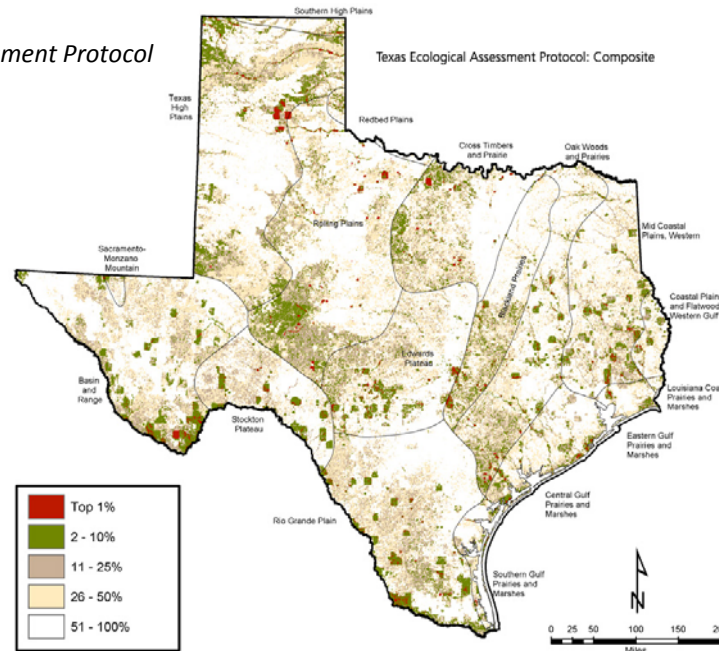 ment Protocol
Texas Ecological Assessment Protocol: Composite
Southern High Plains
Texas
High
Plains
Redbed Plains
Cross Timbers
and Prairie
Oak Woods
and Prairies
Rolling Plains
Mid Coastal
Plains, Western
Sacramento-
Monzano
Mountain
Blackland Prairies
Coastal Plain
and Flatwood
Western Gulf
Edwards
Plateau
Basin
and
Range
Louisiana Coa
Prairies and
Marshes
Stockton
Plateau
Eastern Gulf
Prairies and
Marshes
Central Gulf
Prairies and
Marshes
Rio Grande Plain
Southern Gulf
Prairies and
Marshes
Top 1%
2 - 10%
11 - 25%
26 - 50%
51 - 100%
N
0 25 50 100 150 20
Miles